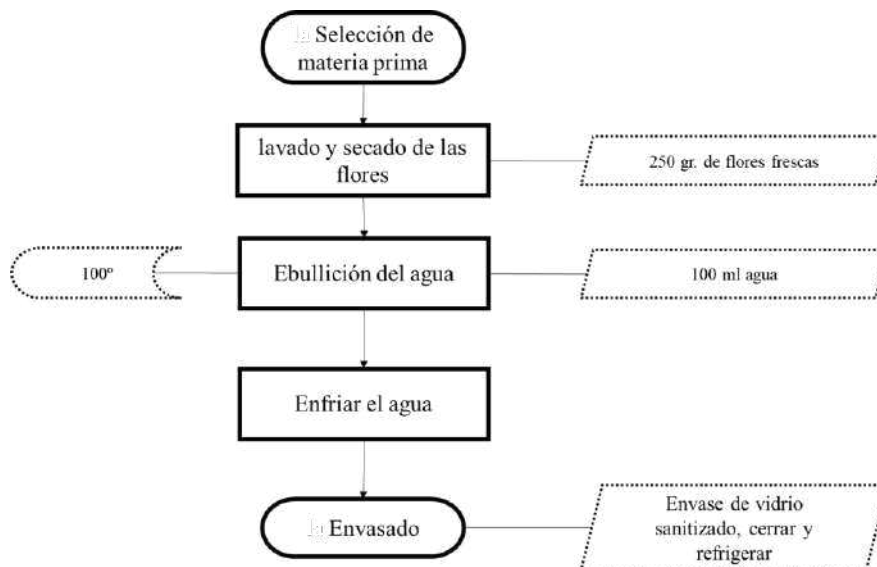 Selección de
materia prima
lavado y secado de las
flores
250 gr. de flores frescas
100º
Ebullición del agua
100 ml agua
Enfriar el agua
Envasado
Envase de vidrio
sanitizado, cerrar y
refrigerar